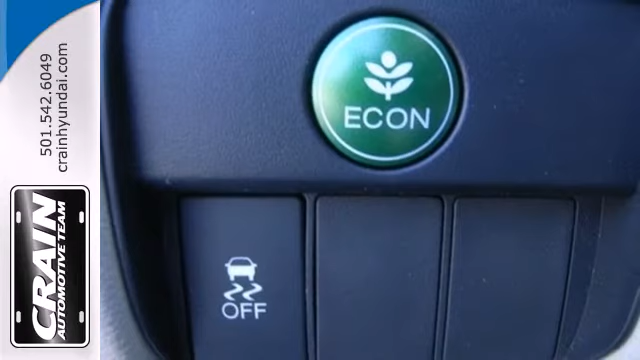 501.542.6049
crainhyundai.com
CRAIN
AUTOMOTIVE TEAM
ECON
OFF